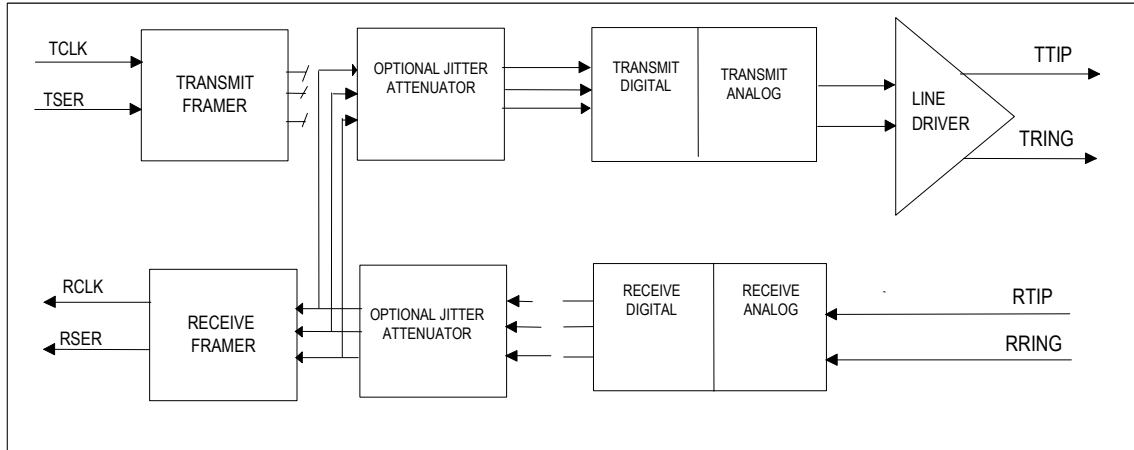 TCLK
TSER
TRANSMIT
FRAMER
OPTIONAL JITTER
ATTENUATOR
TRANSMIT
DIGITAL
TRANSMIT
ANALOG
LINE
DRIVER
TTIP
TRING
RCLK
RSER
RECEIVE
FRAMER
OPTIONAL JITTER
ATTENUATOR
RECEIVE
DIGITAL
RECEIVE
ANALOG
RTIP
RRING